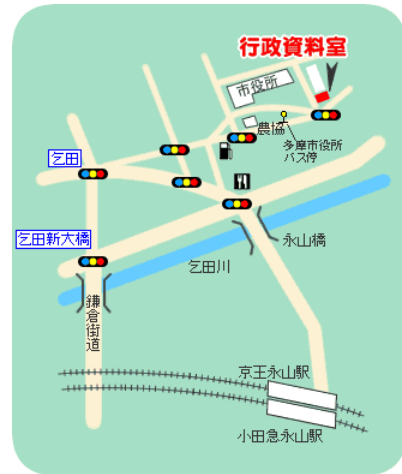 行政資料室
市役所
農協
多摩市役所
バス停
乞田
乞田新大橋
永山橋
乞田川
鎌倉街道
京王永山駅
小田急永山駅